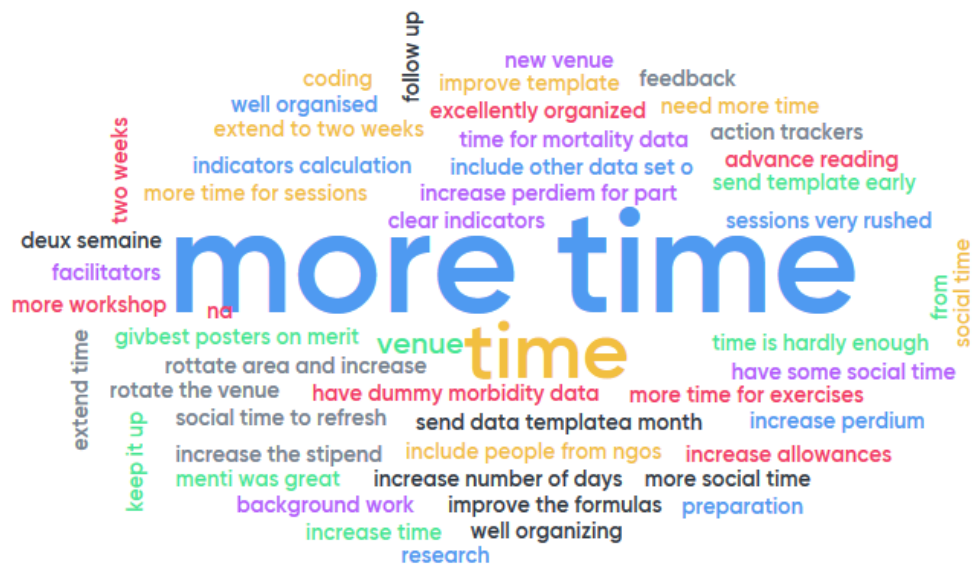 follow up
new venue
coding
improve template
feedback
well organised
excellently organized
need more time
extend to two weeks
time for mortality data
action trackers
two weeks
indicators calculation
include other data set o
advance reading
more time for sessions
increase perdiem for part
send template early
clear indicators
sessions very rushed
deux semaine
more time
facilitators
more workshop
na
from
social time
givbest posters on merit
venue
time
time is hardly enough
extend time
rottate area and increase
have some social time
rotate the venue
have dummy morbidity data
more time for exercises
keep it up
social time to refresh
send data templatea month
increase perdium
increase the stipend
include people from ngos
increase allowances
menti was great
increase number of days
more social time
background work
improve the formulas
preparation
increase time
well organizing
research